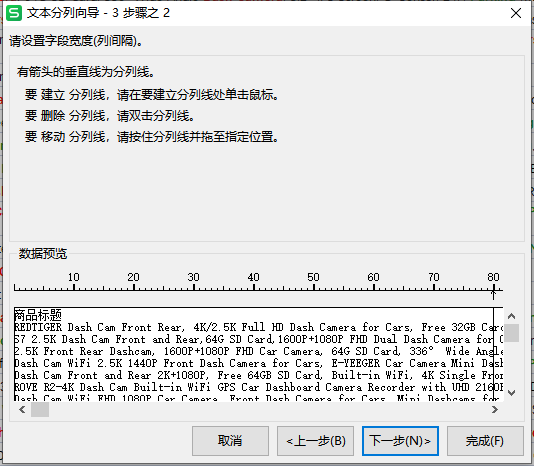 S 文本分列向导 - 3 步骤之 2
请设置字段宽度(列间隔)。
有箭头的垂直线为分列线。
要 建立 分列线，请在要建立分列线处单击鼠标。
要 删除 分列线，请双击分列线。
要 移动 分列线，请按住分列线并拖至指定位置。
数据预览
10 20 30 40 50 60 70 80
商品标题
REDTIGER Dash Cam Front Rear, 4K/2.5K Full HD Dash Camera for Cars, Free 32GB Card
S7 2.5K Dash Cam Front and Rear,64G SD Card,1600P+1080P FHD Dual Dash Camera for C
2.5K Front Rear Dashcam, 1600P+1080P FHD Car Camera, 64G SD Card, 336° Wide Angle
Dash Cam WiFi 2.5K 1440P Front Dash Camera for Cars, E-YEEGER Car Camera Mini Dash
Dash Cam Front and Rear 2K+1080P, Free 64GB SD Card, Built-in WiFi, 4K Single Fron
ROVE R2-4K Dash Cam Built-in WiFi GPS Car Dashboard Camera Recorder with UHD 2160P
Dash Cam WiFi FHD 1080P Car Camera, Front Dash Camera for Cars, Mini Dashcams for
取消 <上一步(B) 下一步(N)> 完成(F)